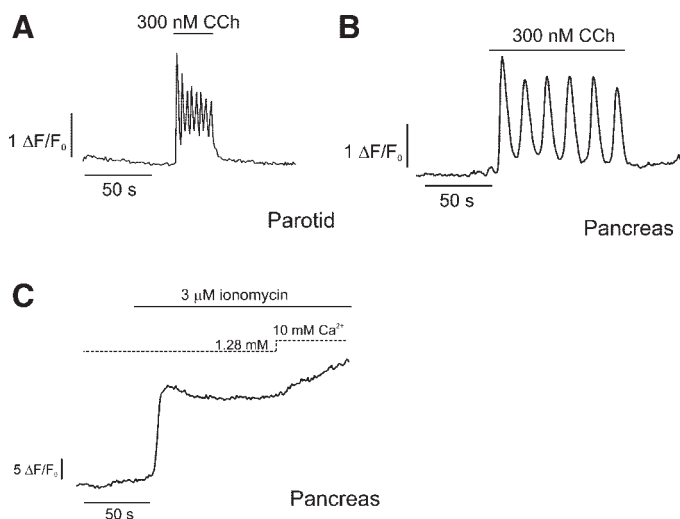 A
300 nM CCh
1 ΔF/F₀
50 s
Parotid
B
300 nM CCh
1 ΔF/F₀
50 s
Pancreas
C
3 μM ionomycin
10 mM Ca²⁺
1.28 mM
5 ΔF/F₀
50 s
Pancreas